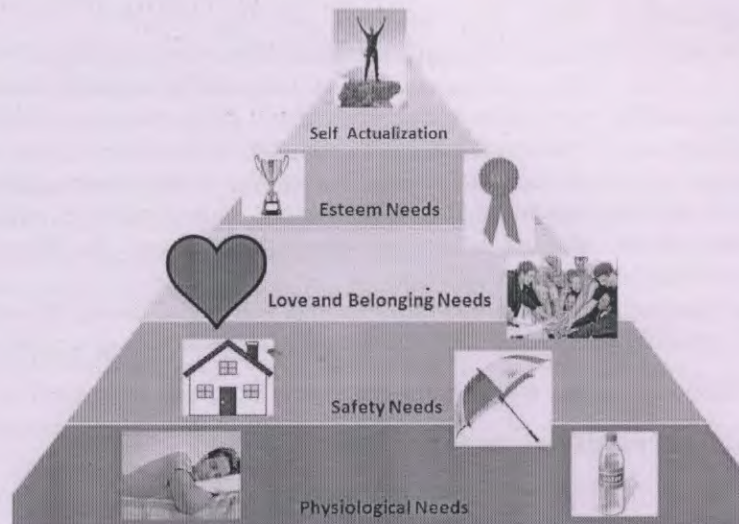 Self Actualization
Esteem Needs
Love and Belonging Needs
Safety Needs
Physiological Needs